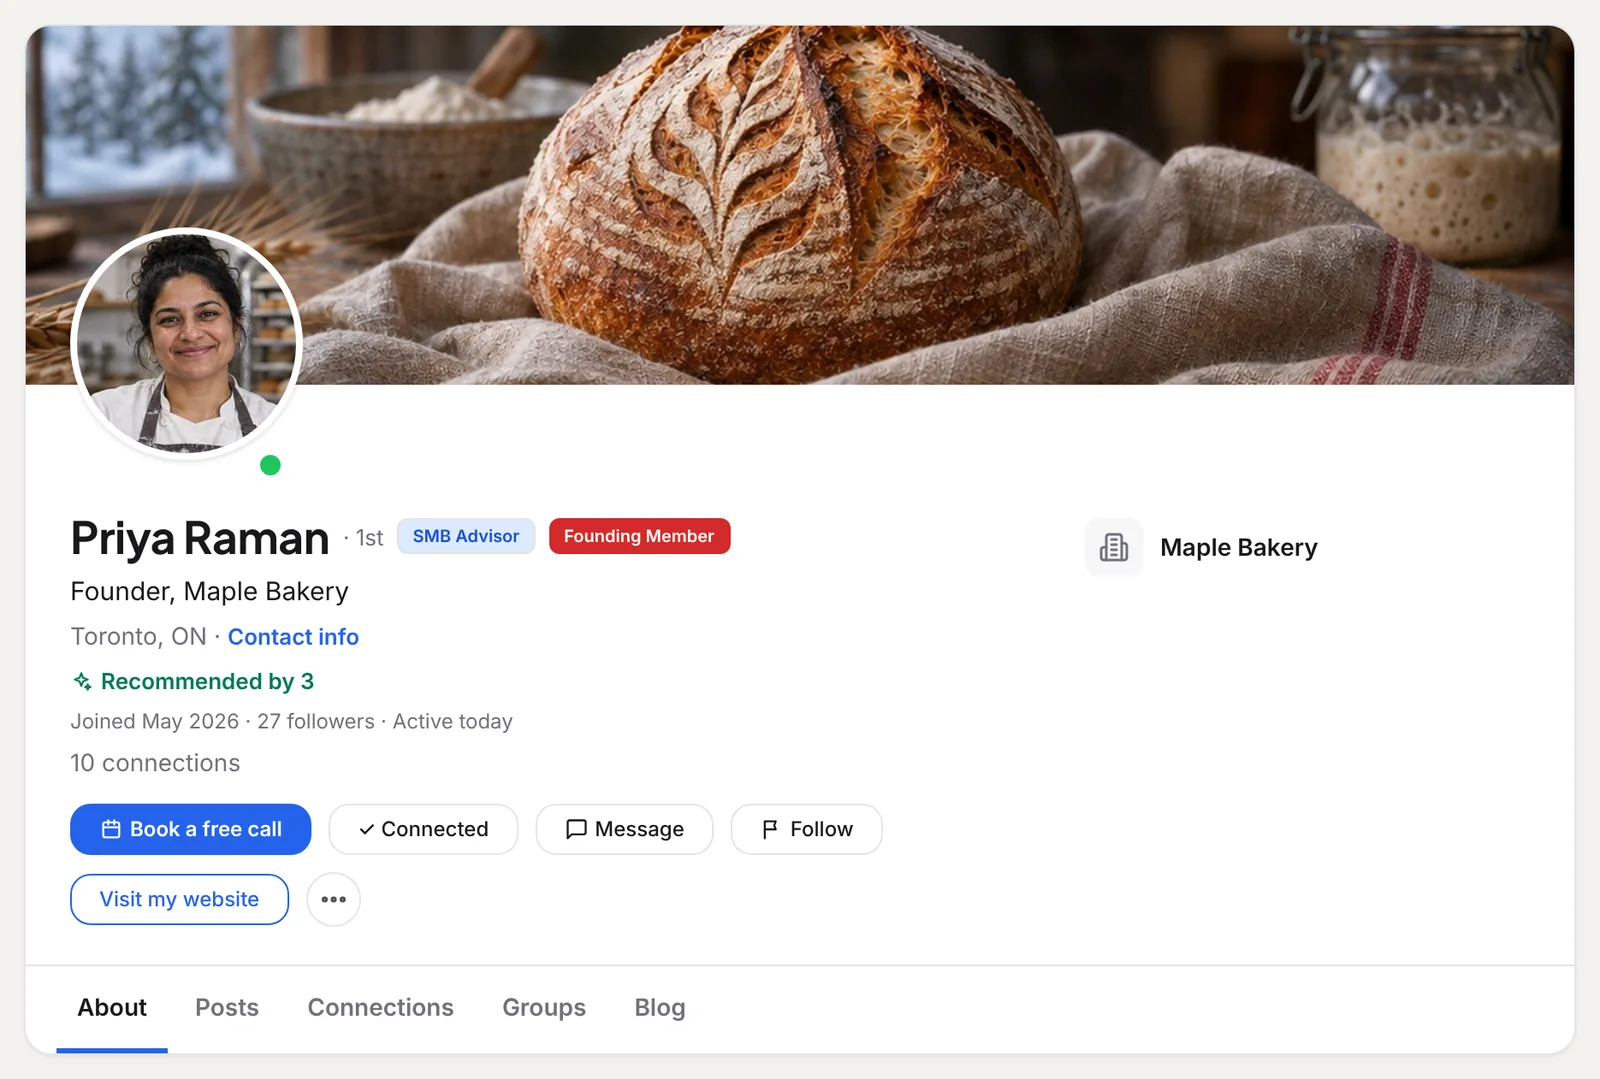 Priya Raman · 1st SMB Advisor Founding Member
Founder, Maple Bakery
Toronto, ON · Contact info
Recommended by 3
Joined May 2026 · 27 followers · Active today
10 connections
Book a free call Connected Message Follow
Visit my website
Maple Bakery
About Posts Connections Groups Blog